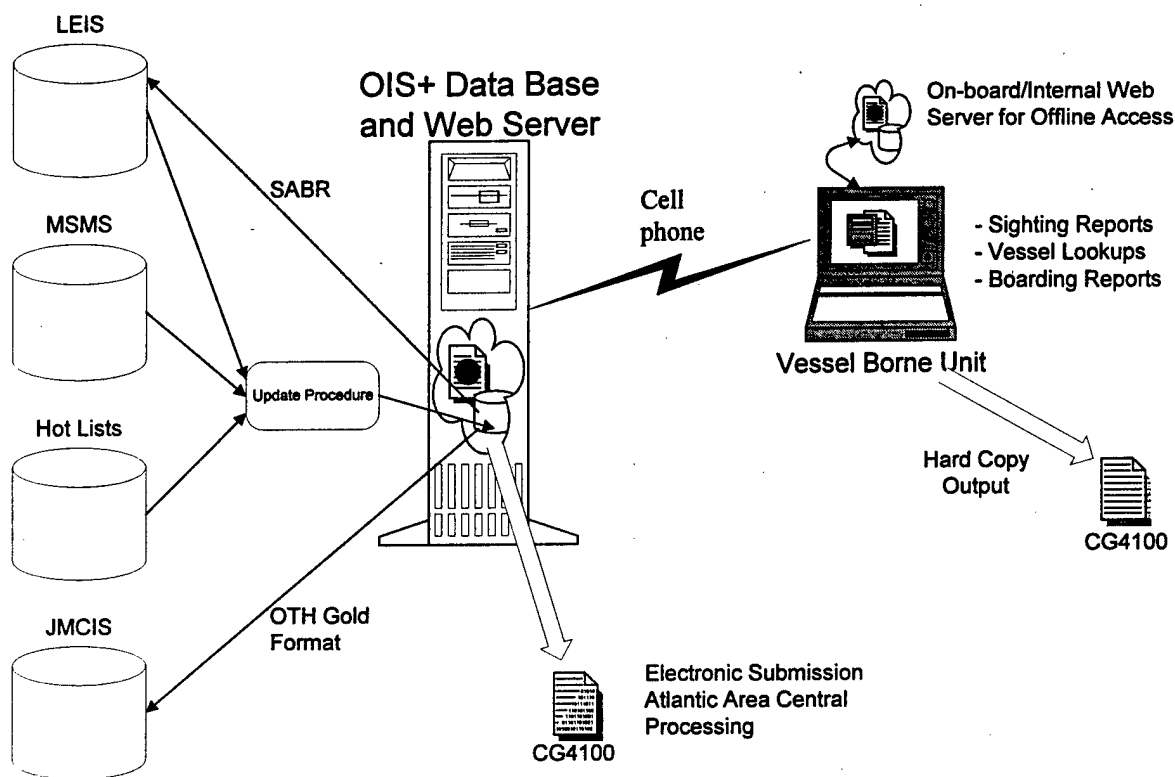 LEIS
OIS+ Data Base
and Web Server
On-board/Internal Web
Server for Offline Access
SABR
Cell
phone
MSMS
- Sighting Reports
- Vessel Lookups
- Boarding Reports
Vessel Borne Unit
Update Procedure
Hot Lists
Hard Copy
Output
CG4100
OTH Gold
Format
JMCIS
Electronic Submission
Atlantic Area Central
Processing
CG4100